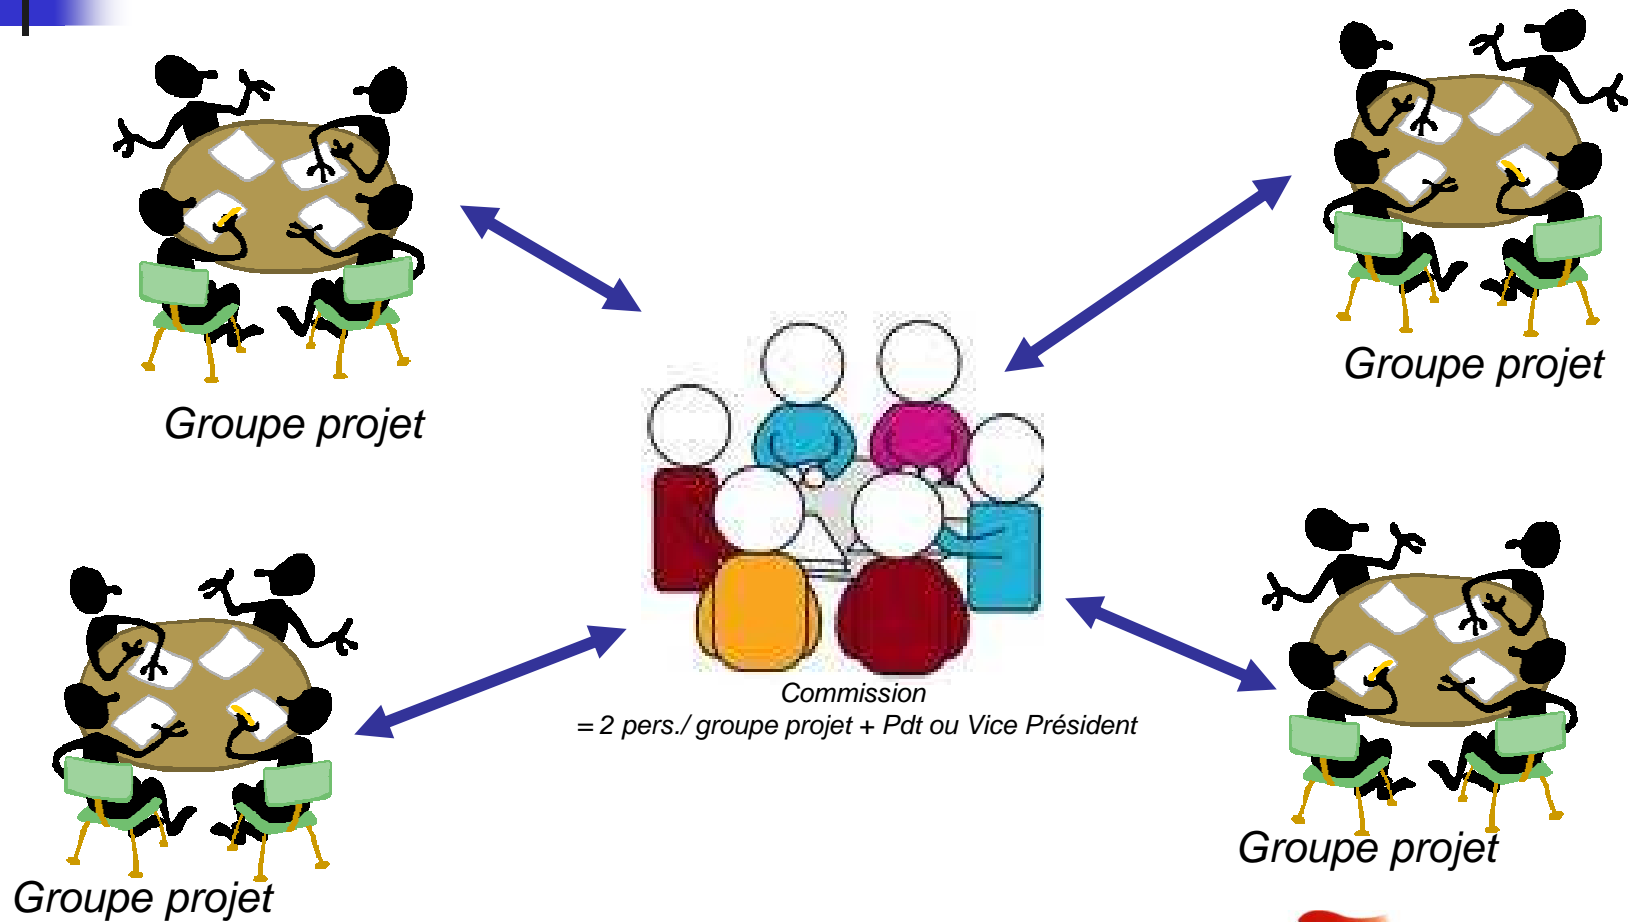 Groupe projet
Groupe projet
Commission
= 2 pers./ groupe projet + Pdt ou Vice Président
Groupe projet
Groupe projet